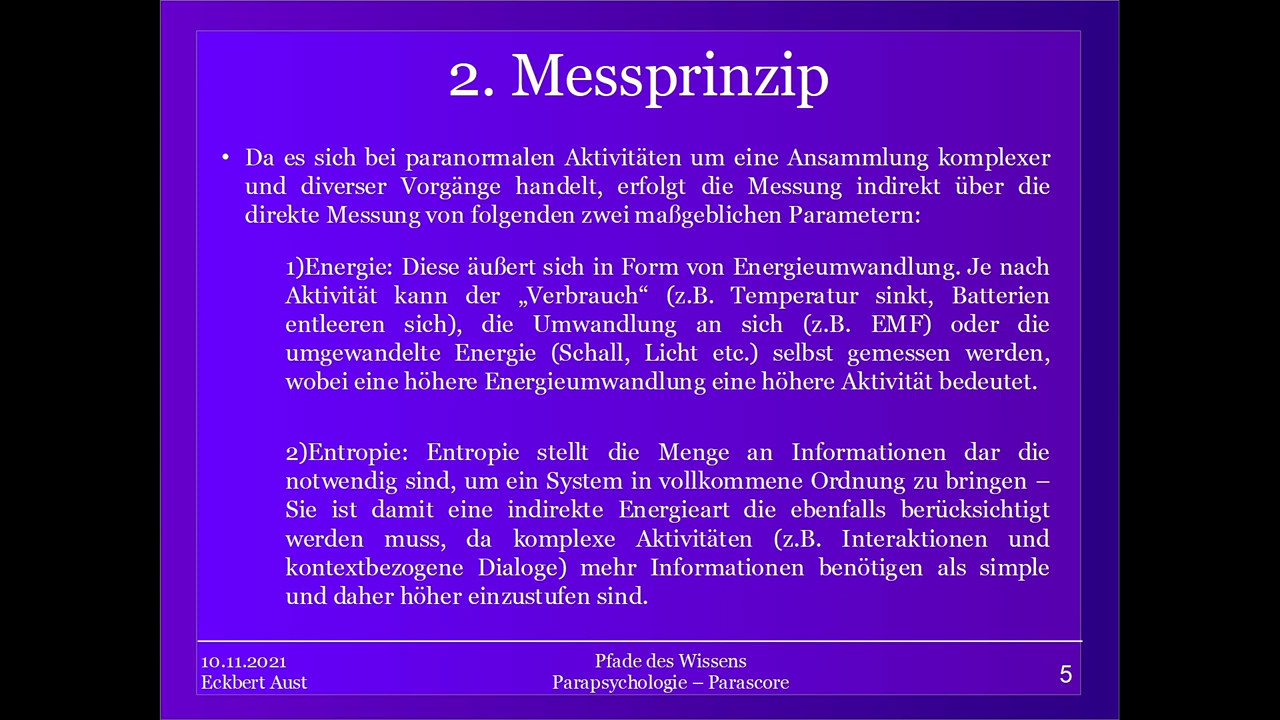 2. Messprinzip
• Da es sich bei paranormalen Aktivitäten um eine Ansammlung komplexer
und diverser Vorgänge handelt, erfolgt die Messung indirekt über die
direkte Messung von folgenden zwei maßgeblichen Parametern:
1)Energie: Diese äußert sich in Form von Energieumwandlung. Je nach
Aktivität kann der „Verbrauch“ (z.B. Temperatur sinkt, Batterien
entleeren sich), die Umwandlung an sich (z.B. EMF) oder die
umgewandelte Energie (Schall, Licht etc.) selbst gemessen werden,
wobei eine höhere Energieumwandlung eine höhere Aktivität bedeutet.
2)Entropie: Entropie stellt die Menge an Informationen dar die
notwendig sind, um ein System in vollkommene Ordnung zu bringen –
Sie ist damit eine indirekte Energieart die ebenfalls berücksichtigt
werden muss, da komplexe Aktivitäten (z.B. Interaktionen und
kontextbezogene Dialoge) mehr Informationen benötigen als simple
und daher höher einzustufen sind.
10.11.2021
Eckbert Aust
Pfade des Wissens
Parapsychologie – Parascore
5